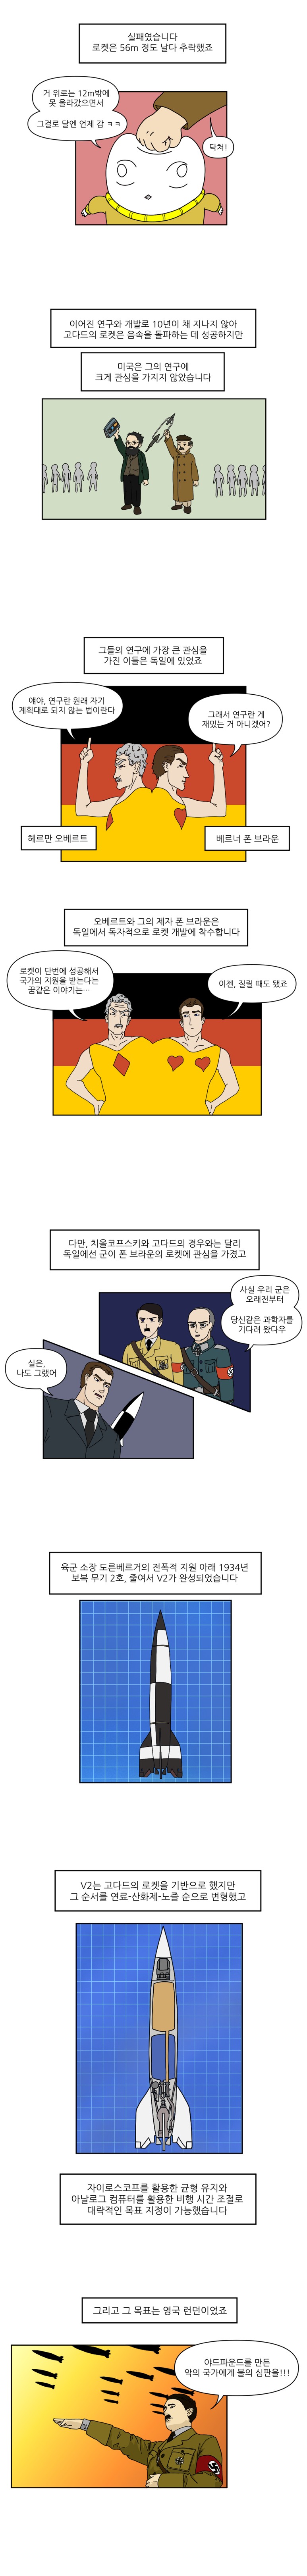 실패였습니다
로켓은 56m 정도 날다 추락했죠
거 위로는 12m밖에
못 올라갔으면서
그걸로 달엔 언제 감 ㅋㅋ
닥쳐!
이어진 연구와 개발로 10년이 채 지나지 않아
고다드의 로켓은 음속을 돌파하는 데 성공하지만
미국은 그의 연구에
크게 관심을 가지지 않았습니다
그들의 연구에 가장 큰 관심을
가진 이들은 독일에 있었죠
얘야, 연구란 원래 자기
계획대로 되지 않는 법이란다
그래서 연구란 게
재밌는 거 아니겠어?
헤르만 오베르트
베르너 폰 브라운
오베르트와 그의 제자 폰 브라운은
독일에서 독자적으로 로켓 개발에 착수합니다
로켓이 단번에 성공해서
국가의 지원을 받는다는
꿈같은 이야기는…
이젠, 질릴 때도 됐죠
다만, 치올코프스키와 고다드의 경우와는 달리
독일에선 군이 폰 브라운의 로켓에 관심을 가졌고
사실 우리 군은
오래전부터
당신같은 과학자를
기다려 왔다우
실은,
나도 그랬어
육군 소장 도른베르거의 전폭적 지원 아래 1934년
보복 무기 2호, 줄여서 V2가 완성되었습니다
V2는 고다드의 로켓을 기반으로 했지만
그 순서를 연료-산화제-노즐 순으로 변형했고
자이로스코프를 활용한 균형 유지와
아날로그 컴퓨터를 활용한 비행 시간 조절로
대략적인 목표 지정이 가능했습니다
그리고 그 목표는 영국 런던이었죠
야드파운드를 만든
악의 국가에게 불의 심판을!!!